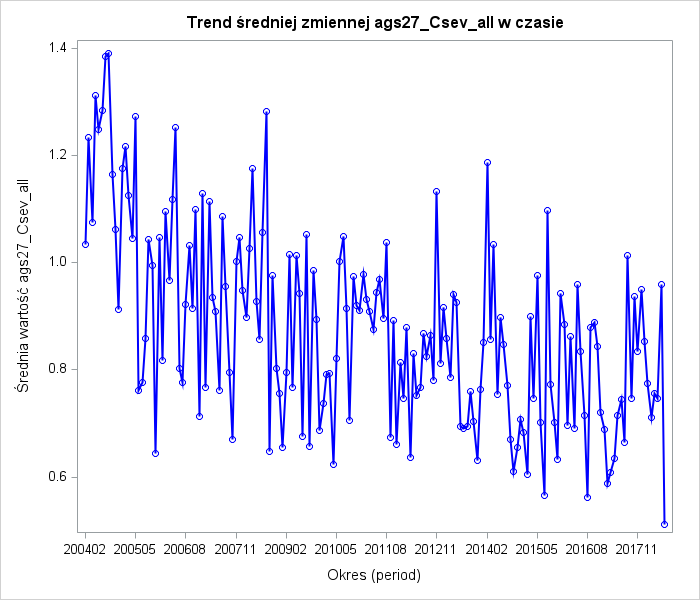 Trend średniej zmiennej ags27_Csev_all w czasie
1.4
1.2
1.0
0.8
0.6
Średnia wartość ags27_Csev_all
200402 200505 200608 200711 200902 201005 201108 201211 201402 201505 201608 201711
Okres (period)